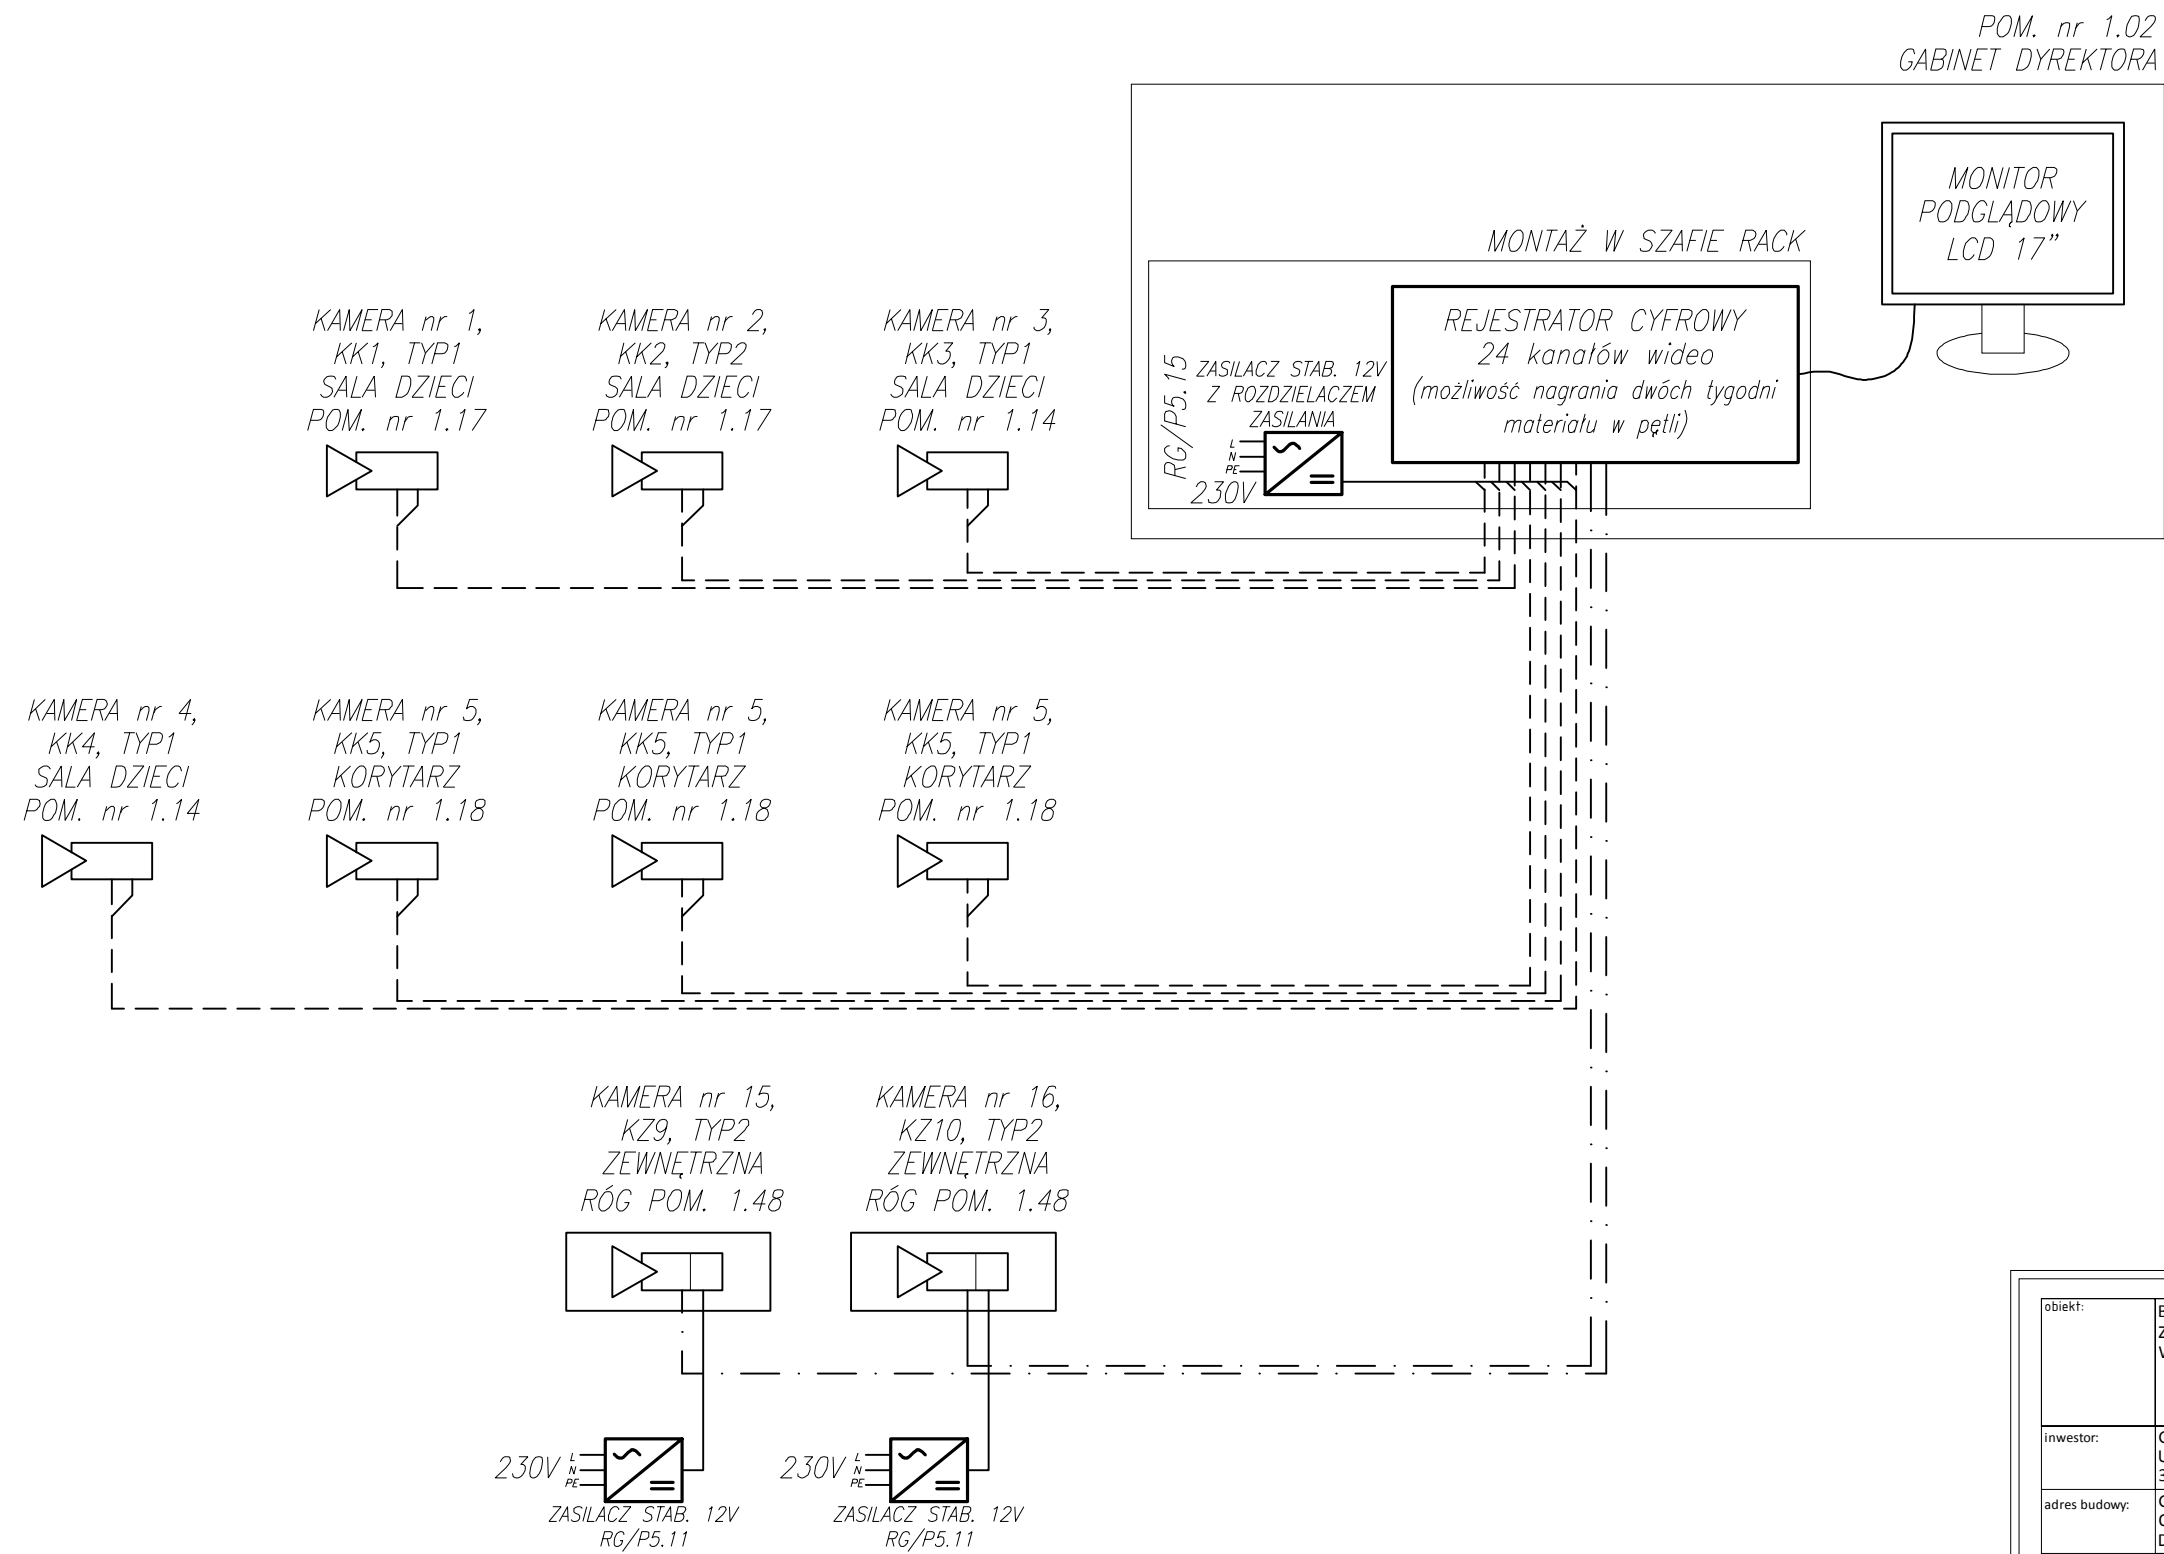 POM. nr 1.02
GABINET DYREKTORA
MONITOR
PODGLĄDOWY
LCD 17”
MONTAŻ W SZAFIE RACK
REJESTRATOR CYFROWY
24 kanałów wideo
(możliwość nagrania dwóch tygodni
materiału w pętli)
RG/P5.15
ZASILACZ STAB. 12V
Z ROZDZIELACZEM
ZASILANIA
L
N
PE
230V
KAMERA nr 1,
KK1, TYP1
SALA DZIECI
POM. nr 1.17
KAMERA nr 2,
KK2, TYP2
SALA DZIECI
POM. nr 1.17
KAMERA nr 3,
KK3, TYP1
SALA DZIECI
POM. nr 1.14
KAMERA nr 4,
KK4, TYP1
SALA DZIECI
POM. nr 1.14
KAMERA nr 5,
KK5, TYP1
KORYTARZ
POM. nr 1.18
KAMERA nr 5,
KK5, TYP1
KORYTARZ
POM. nr 1.18
KAMERA nr 5,
KK5, TYP1
KORYTARZ
POM. nr 1.18
KAMERA nr 15,
KZ9, TYP2
ZEWNĘTRZNA
RÓG POM. 1.48
KAMERA nr 16,
KZ10, TYP2
ZEWNĘTRZNA
RÓG POM. 1.48
230V
L
N
PE
ZASILACZ STAB. 12V
RG/P5.11
230V
L
N
PE
ZASILACZ STAB. 12V
RG/P5.11
obiekt:
inwestor:
adres budowy: